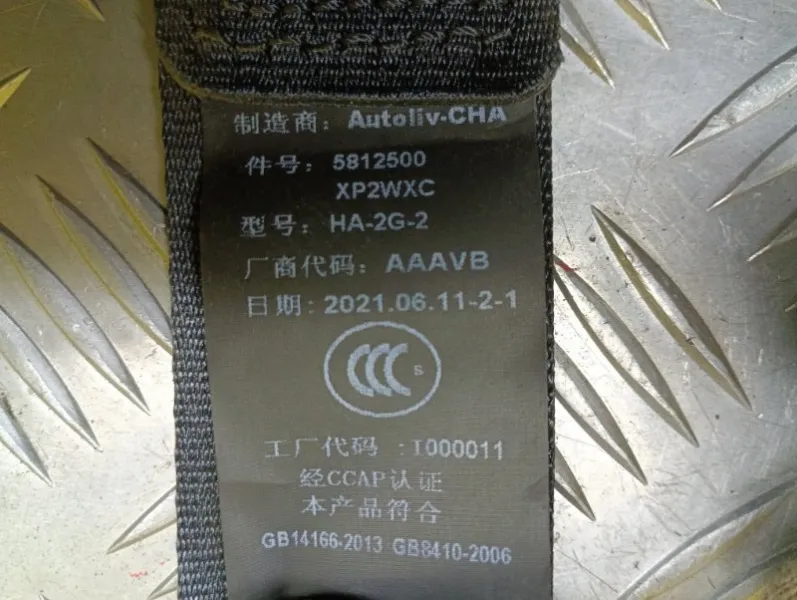 制造商：Autoliv-CHA
件号：5812500
XP2WXC
型号：HA-2G-2
厂商代码：AAAVB
日期：2021.06.11-2-1
CCC S
工厂代码：I000011
经CCAP认证
本产品符合
GB14166-2013 GB8410-2006